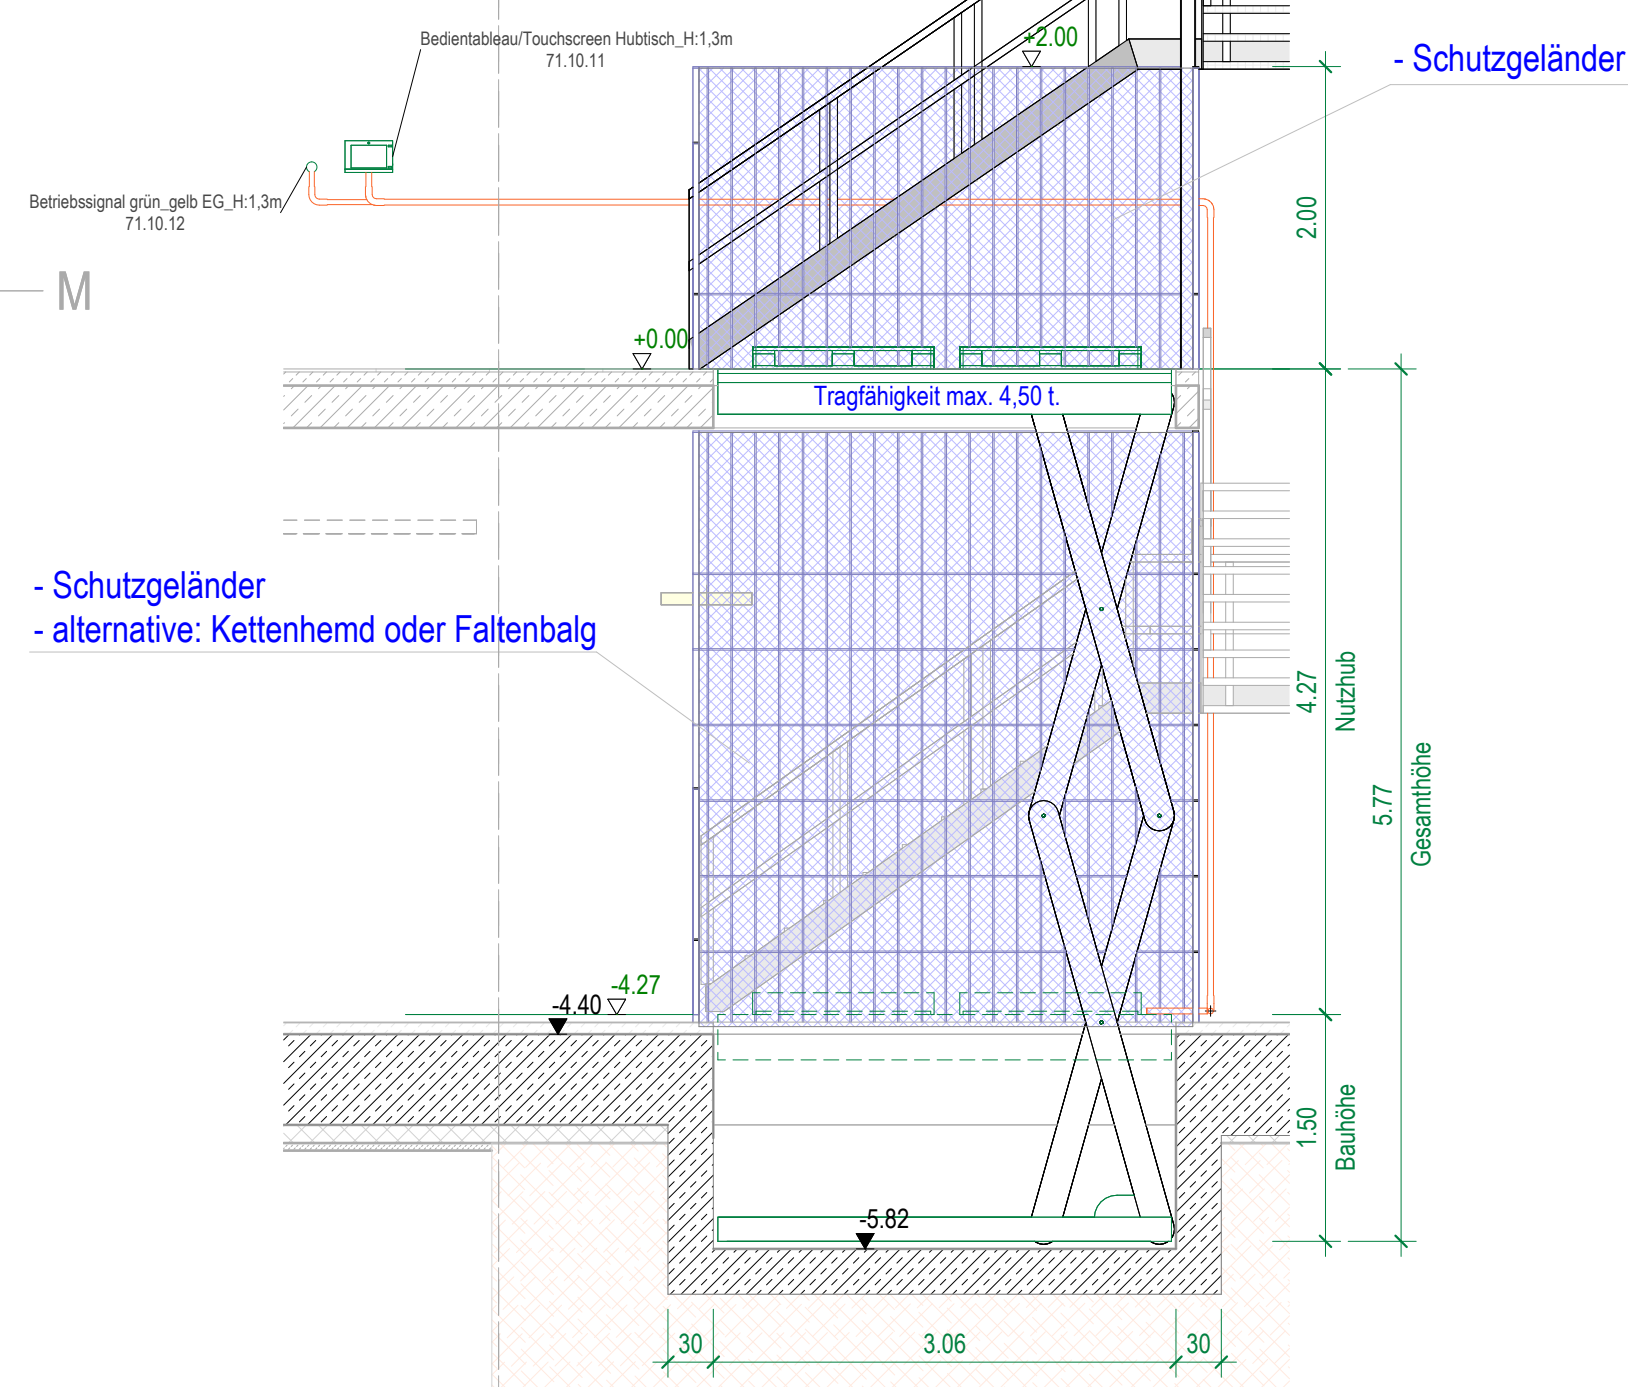 Bedientableau/Touchscreen Hubtisch_H:1,3m
71.10.11
+2.00
- Schutzgeländer
Betriebssignal grün_gelb EG_H:1,3m
71.10.12
2.00
M
+0.00
Tragfähigkeit max. 4,50 t.
- Schutzgeländer
- alternative: Kettenhemd oder Faltenbalg
4.27
Nutzhub
5.77
Gesamthöhe
-4.27
-4.40
1.50
Bauhöhe
-5.82
30
3.06
30